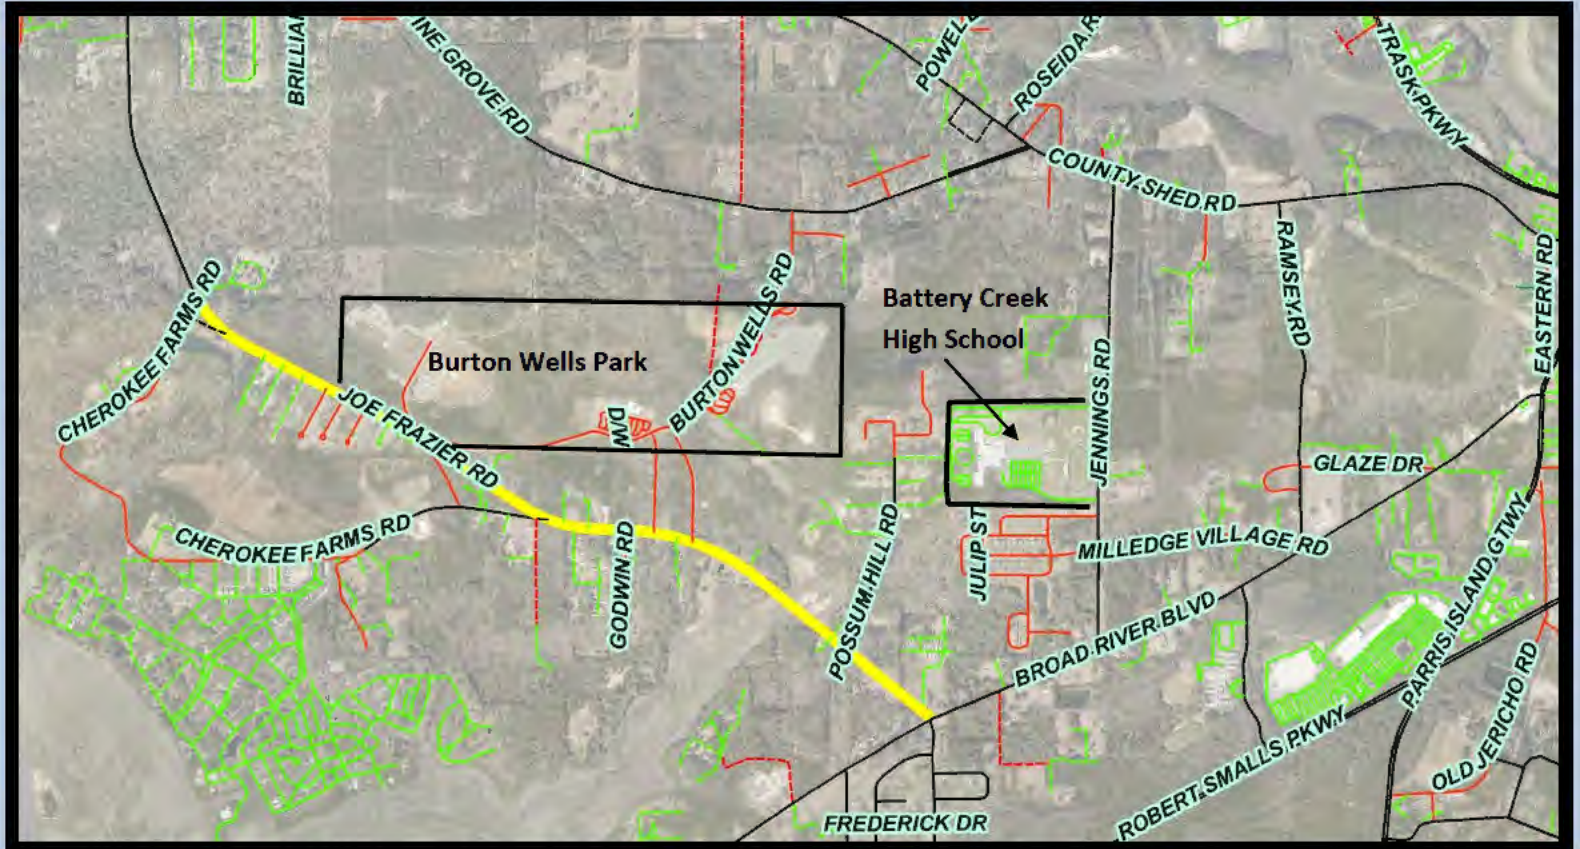 BRILLIA
INE GROVE RD
POWEL
ROSEIDA R
TRASK PKWY
COUNTY SHED RD
RAMSEY RD
EASTERN RD
CHEROKEE FARMS RD
BURTON WELLS RD
Burton Wells Park
Battery Creek
High School
JENNINGS RD
JOE FRAZIER RD
DIW
GLAZE DR
CHEROKEE FARMS RD
GODWIN RD
POSSUM HILL RD
JULIP ST
MILLEDGE VILLAGE RD
BROAD RIVER BLVD
PARRIS ISLAND GTWY
ROBERT SMALLS PKWY
OLD JERICHO RD
FREDERICK DR